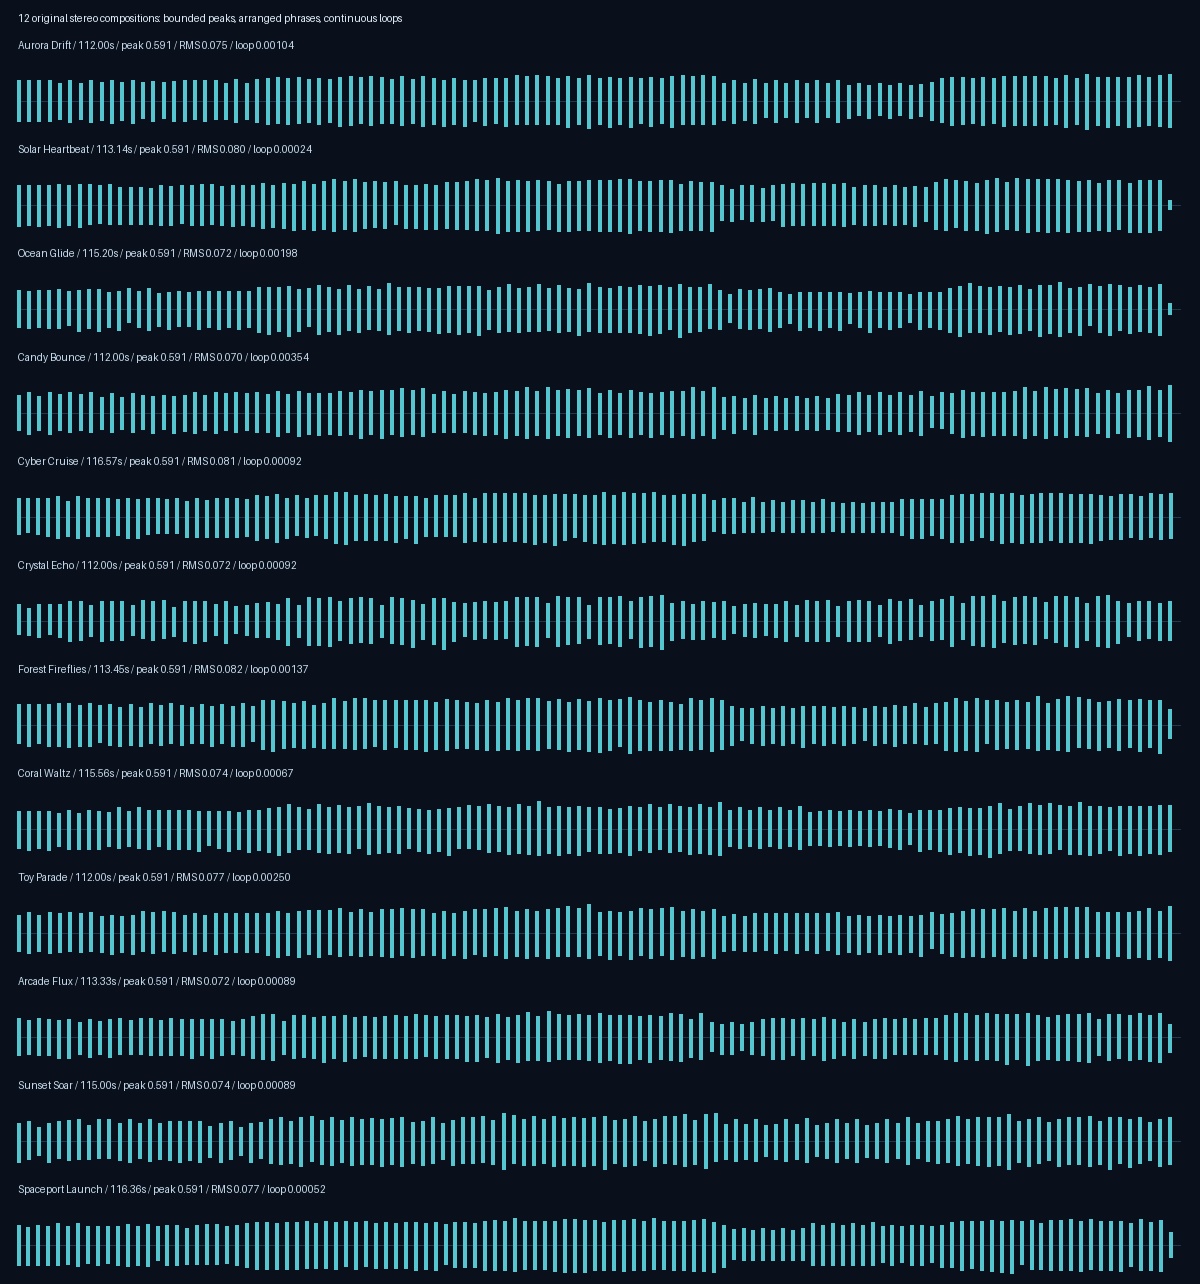 12 original stereo compositions: bounded peaks, arranged phrases, continuous loops
Aurora Drift / 112.00s / peak 0.591 / RMS 0.075 / loop 0.00104
Solar Heartbeat / 113.14s / peak 0.591 / RMS 0.080 / loop 0.00024
Ocean Glide / 115.20s / peak 0.591 / RMS 0.072 / loop 0.00198
Candy Bounce / 112.00s / peak 0.591 / RMS 0.070 / loop 0.00354
Cyber Cruise / 116.57s / peak 0.591 / RMS 0.081 / loop 0.00092
Crystal Echo / 112.00s / peak 0.591 / RMS 0.072 / loop 0.00092
Forest Fireflies / 113.45s / peak 0.591 / RMS 0.082 / loop 0.00137
Coral Waltz / 115.56s / peak 0.591 / RMS 0.074 / loop 0.00067
Toy Parade / 112.00s / peak 0.591 / RMS 0.077 / loop 0.00250
Arcade Flux / 113.33s / peak 0.591 / RMS 0.072 / loop 0.00089
Sunset Soar / 115.00s / peak 0.591 / RMS 0.074 / loop 0.00089
Spaceport Launch / 116.36s / peak 0.591 / RMS 0.077 / loop 0.00052